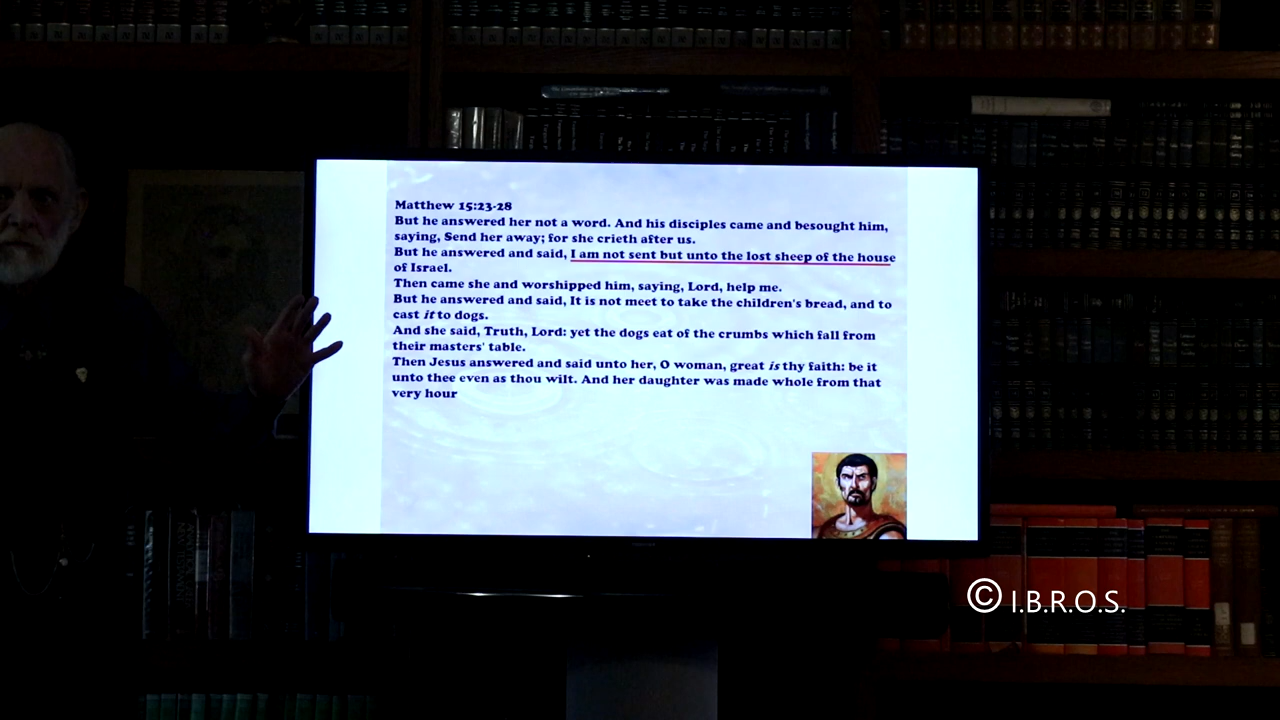 Matthew 15:23-28
But he answered her not a word. And his disciples came and besought him,
saying, Send her away; for she crieth after us.
But he answered and said, I am not sent but unto the lost sheep of the house
of Israel.
Then came she and worshipped him, saying, Lord, help me.
But he answered and said, It is not meet to take the children's bread, and to
cast it to dogs.
And she said, Truth, Lord: yet the dogs eat of the crumbs which fall from
their masters' table.
Then Jesus answered and said unto her, O woman, great is thy faith: be it
unto thee even as thou wilt. And her daughter was made whole from that
very hour
© I.B.R.O.S.